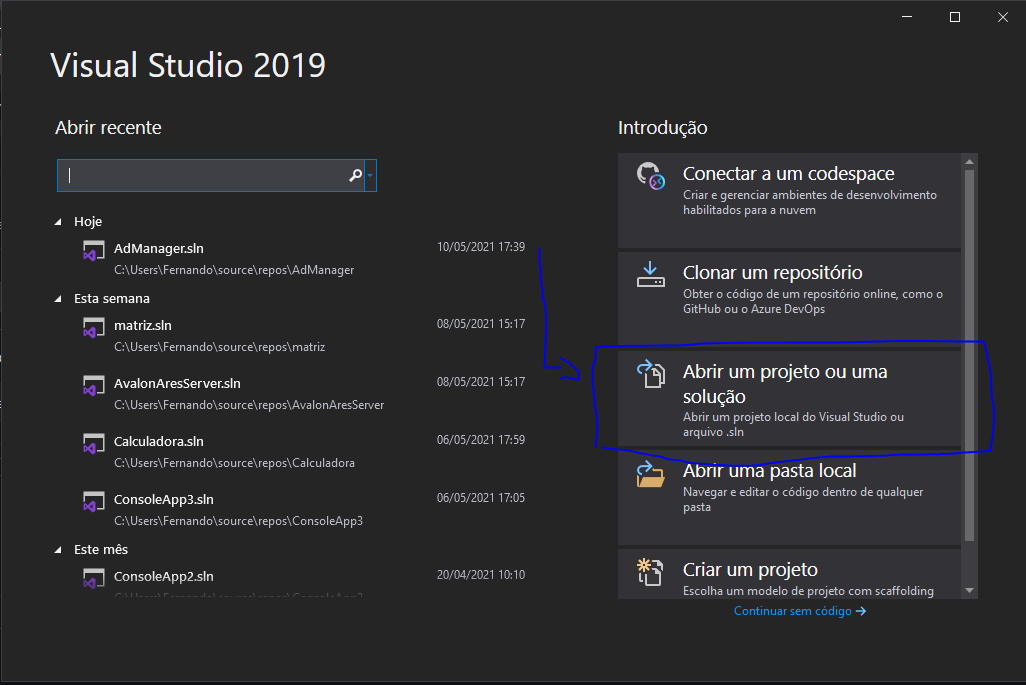 Visual Studio 2019
Abrir recente
Hoje
AdManager.sln 10/05/2021 17:39
C:\Users\Fernando\source\repos\AdManager
Esta semana
matriz.sln 08/05/2021 15:17
C:\Users\Fernando\source\repos\matriz
AvalonAresServer.sln 08/05/2021 15:17
C:\Users\Fernando\source\repos\AvalonAresServer
Calculadora.sln 06/05/2021 17:59
C:\Users\Fernando\source\repos\Calculadora
ConsoleApp3.sln 06/05/2021 17:05
C:\Users\Fernando\source\repos\ConsoleApp3
Este mês
ConsoleApp2.sln 20/04/2021 10:10
Introdução
Conectar a um codespace
Criar e gerenciar ambientes de desenvolvimento
habilitados para a nuvem
Clonar um repositório
Obter o código de um repositório online, como o
GitHub ou o Azure DevOps
Abrir um projeto ou uma
solução
Abrir um projeto local do Visual Studio ou
arquivo .sln
Abrir uma pasta local
Navegar e editar o código dentro de qualquer
pasta
Criar um projeto
Escolha um modelo de projeto com scaffolding
Continuar sem código